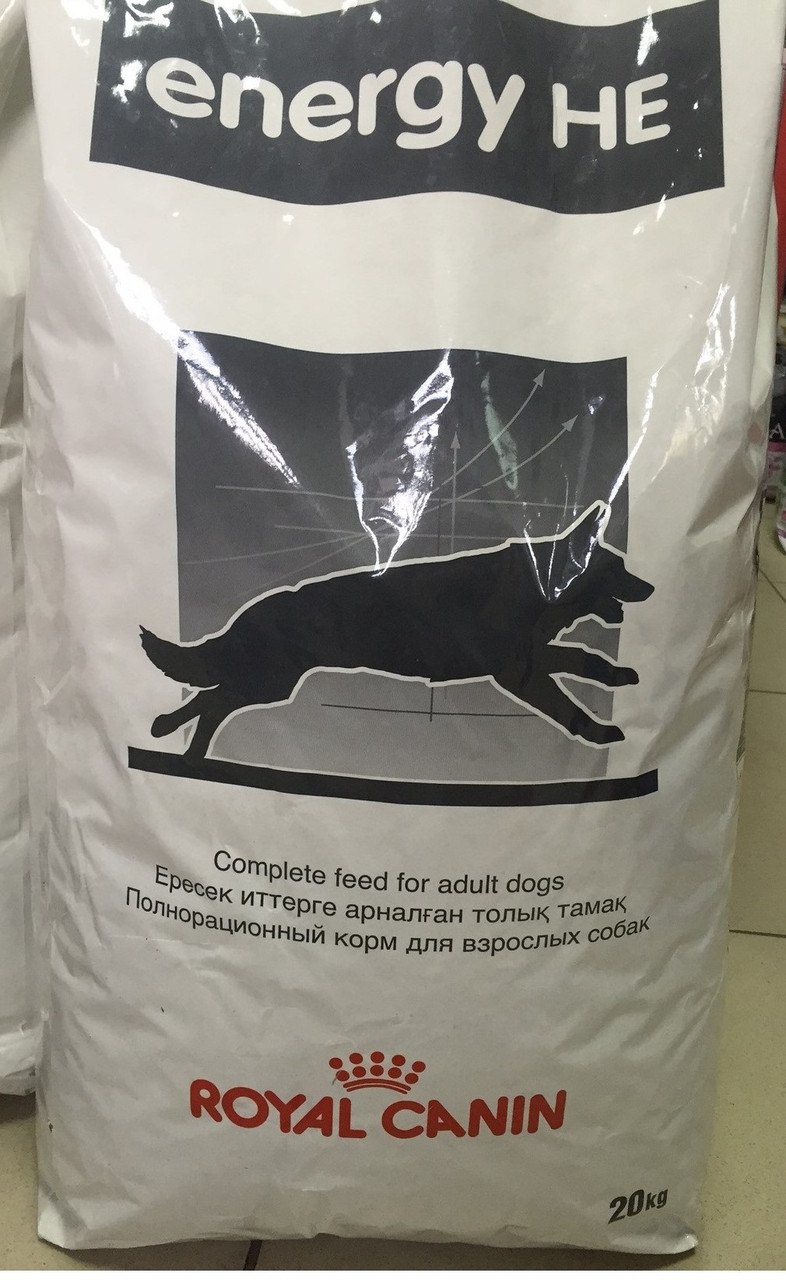 energy HE
Complete feed for adult dogs
Ересек иттерге арналған толық тамақ
Полнорационный корм для взрослых собак
ROYAL CANIN
20kg